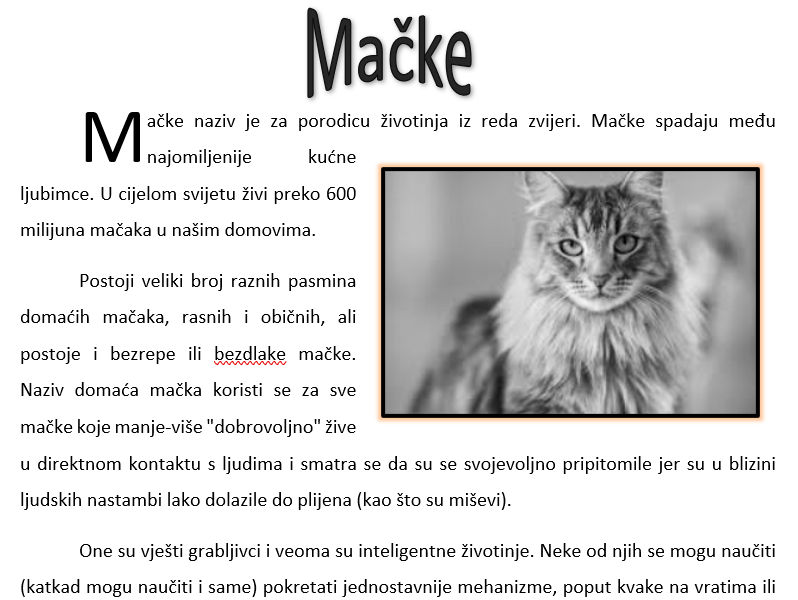 Mačke
Mačke naziv je za porodicu životinja iz reda zvijeri. Mačke spadaju među
najomiljenije kućne
ljubimce. U cijelom svijetu živi preko 600
milijuna mačaka u našim domovima.
Postoji veliki broj raznih pasmina
domaćih mačaka, rasnih i običnih, ali
postoje i bezrepe ili bezdlake mačke.
Naziv domaća mačka koristi se za sve
mačke koje manje-više "dobrovoljno" žive
u direktnom kontaktu s ljudima i smatra se da su se svojevoljno pripitomile jer su u blizini
ljudskih nastambi lako dolazile do plijena (kao što su miševi).
One su vješti grabljivci i veoma su inteligentne životinje. Neke od njih se mogu naučiti
(katkad mogu naučiti i same) pokretati jednostavnije mehanizme, poput kvake na vratima ili